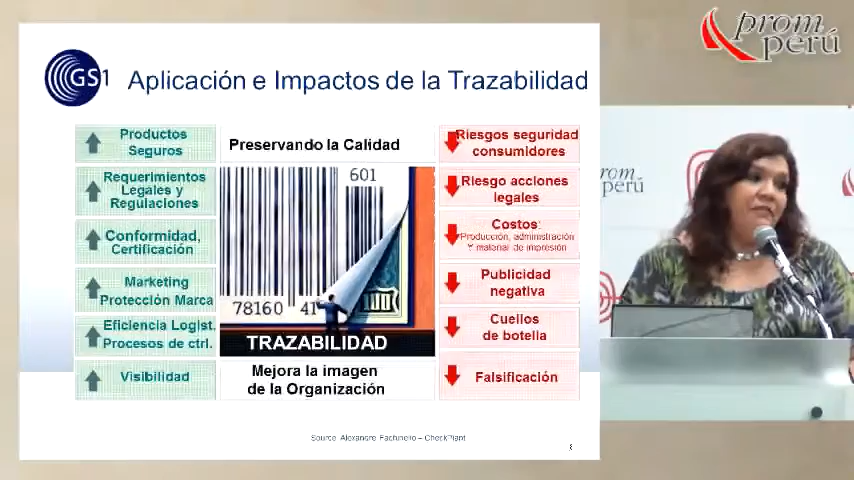 GS1
Aplicación e Impactos de la Trazabilidad
Productos
Seguros
Requerimientos
Legales y
Regulaciones
Conformidad,
Certificación
Marketing
Protección Marca
Eficiencia Logist.
Procesos de ctrl.
Visibilidad
Preservando la Calidad
601
78160 41
TRAZABILIDAD
Mejora la imagen
de la Organización
Riesgos seguridad
consumidores
Riesgo acciones
legales
Costos:
Producción, administración
Y material de impresión
Publicidad
negativa
Cuellos
de botella
Falsificación
Source: Alexandre Fachinello – CheckPlant
prom
perú
prom
perú
perú